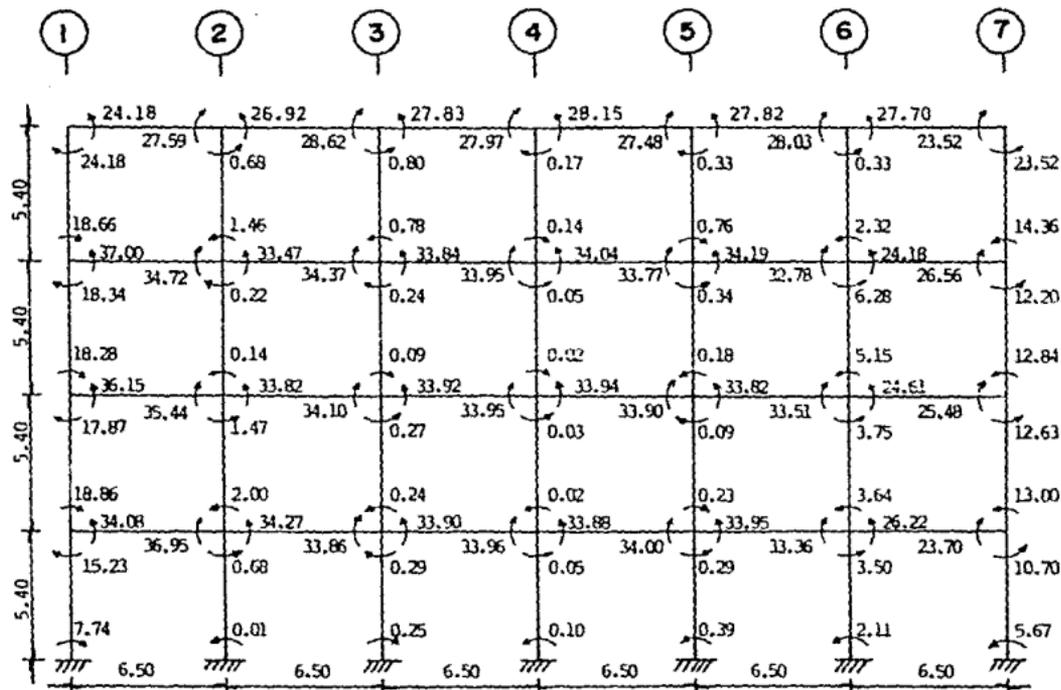 1 2 3 4 5 6 7
24.18 26.92 27.83 28.15 27.82 27.70
27.59 28.62 27.97 27.48 28.03 23.52
24.18 0.68 0.80 0.17 0.33 0.33 23.52
5.40
18.66 1.46 0.78 0.14 0.76 2.32 14.36
37.00 33.47 33.84 34.04 34.19 24.18
34.72 34.37 33.95 33.77 32.78 26.56
18.34 0.22 0.24 0.05 0.34 6.28 12.20
5.40
18.28 0.14 0.09 0.02 0.18 5.15 12.84
36.15 33.82 33.92 33.94 33.82 24.61
35.44 34.10 33.95 33.90 33.51 25.48
17.87 1.47 0.27 0.03 0.09 3.75 12.63
5.40
18.86 2.00 0.24 0.02 0.23 3.64 13.00
34.08 34.27 33.90 33.88 33.95 26.22
36.95 33.86 33.96 34.00 33.36 23.70
15.23 0.68 0.29 0.05 0.29 3.50 10.70
5.40
7.74 0.01 0.25 0.10 0.39 2.11 5.67
6.50 6.50 6.50 6.50 6.50 6.50